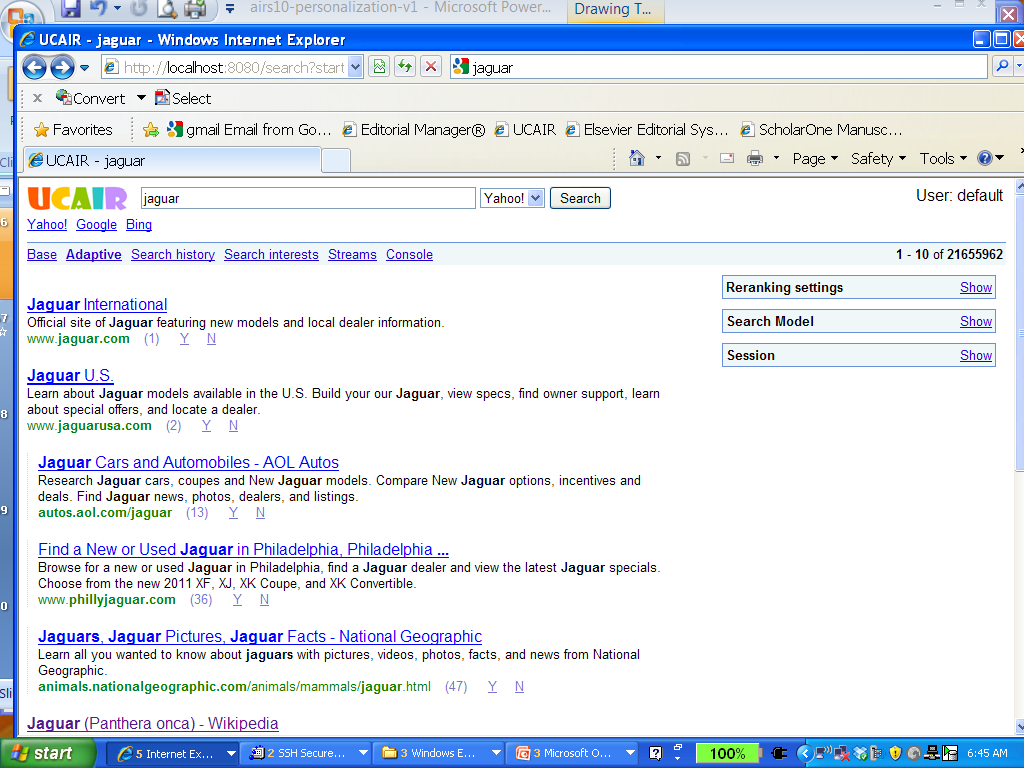 airs10-personalization-v1 - Microsoft Power... Drawing T...
UCAIR - jaguar - Windows Internet Explorer
http://localhost:8080/search?start jaguar
x Convert Select
Favorites gmail Email from Go... Editorial Manager® UCAIR Elsevier Editorial Sys... ScholarOne Manusc...
UCAIR - jaguar Page Safety Tools
UCAIR jaguar Yahoo! Search User: default
Yahoo! Google Bing
Base Adaptive Search history Search interests Streams Console 1 - 10 of 21655962
Reranking settings Show
Search Model Show
Session Show
Jaguar International
Official site of Jaguar featuring new models and local dealer information.
www.jaguar.com (1) Y N
Jaguar U.S.
Learn about Jaguar models available in the U.S. Build your our Jaguar, view specs, find owner support, learn
about special offers, and locate a dealer.
www.jaguarusa.com (2) Y N
Jaguar Cars and Automobiles - AOL Autos
Research Jaguar cars, coupes and New Jaguar models. Compare New Jaguar options, incentives and
deals. Find Jaguar news, photos, dealers, and listings.
autos.aol.com/jaguar (13) Y N
Find a New or Used Jaguar in Philadelphia, Philadelphia ...
Browse for a new or used Jaguar in Philadelphia, find a Jaguar dealer and view the latest Jaguar specials.
Choose from the new 2011 XF, XJ, XK Coupe, and XK Convertible.
www.phillyjaguar.com (36) Y N
Jaguars, Jaguar Pictures, Jaguar Facts - National Geographic
Learn all you wanted to know about jaguars with pictures, videos, photos, facts, and news from National
Geographic.
animals.nationalgeographic.com/animals/mammals/jaguar.html (47) Y N
Jaguar (Panthera onca) - Wikipedia
start 5 Internet Ex... 2 SSH Secure... 3 Windows E... 3 Microsoft O... 100% 6:45 AM